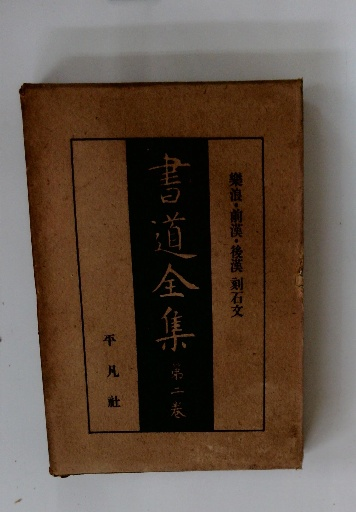 樂浪・前漢・後漢 刻石文
書道全集 第二巻
平凡社